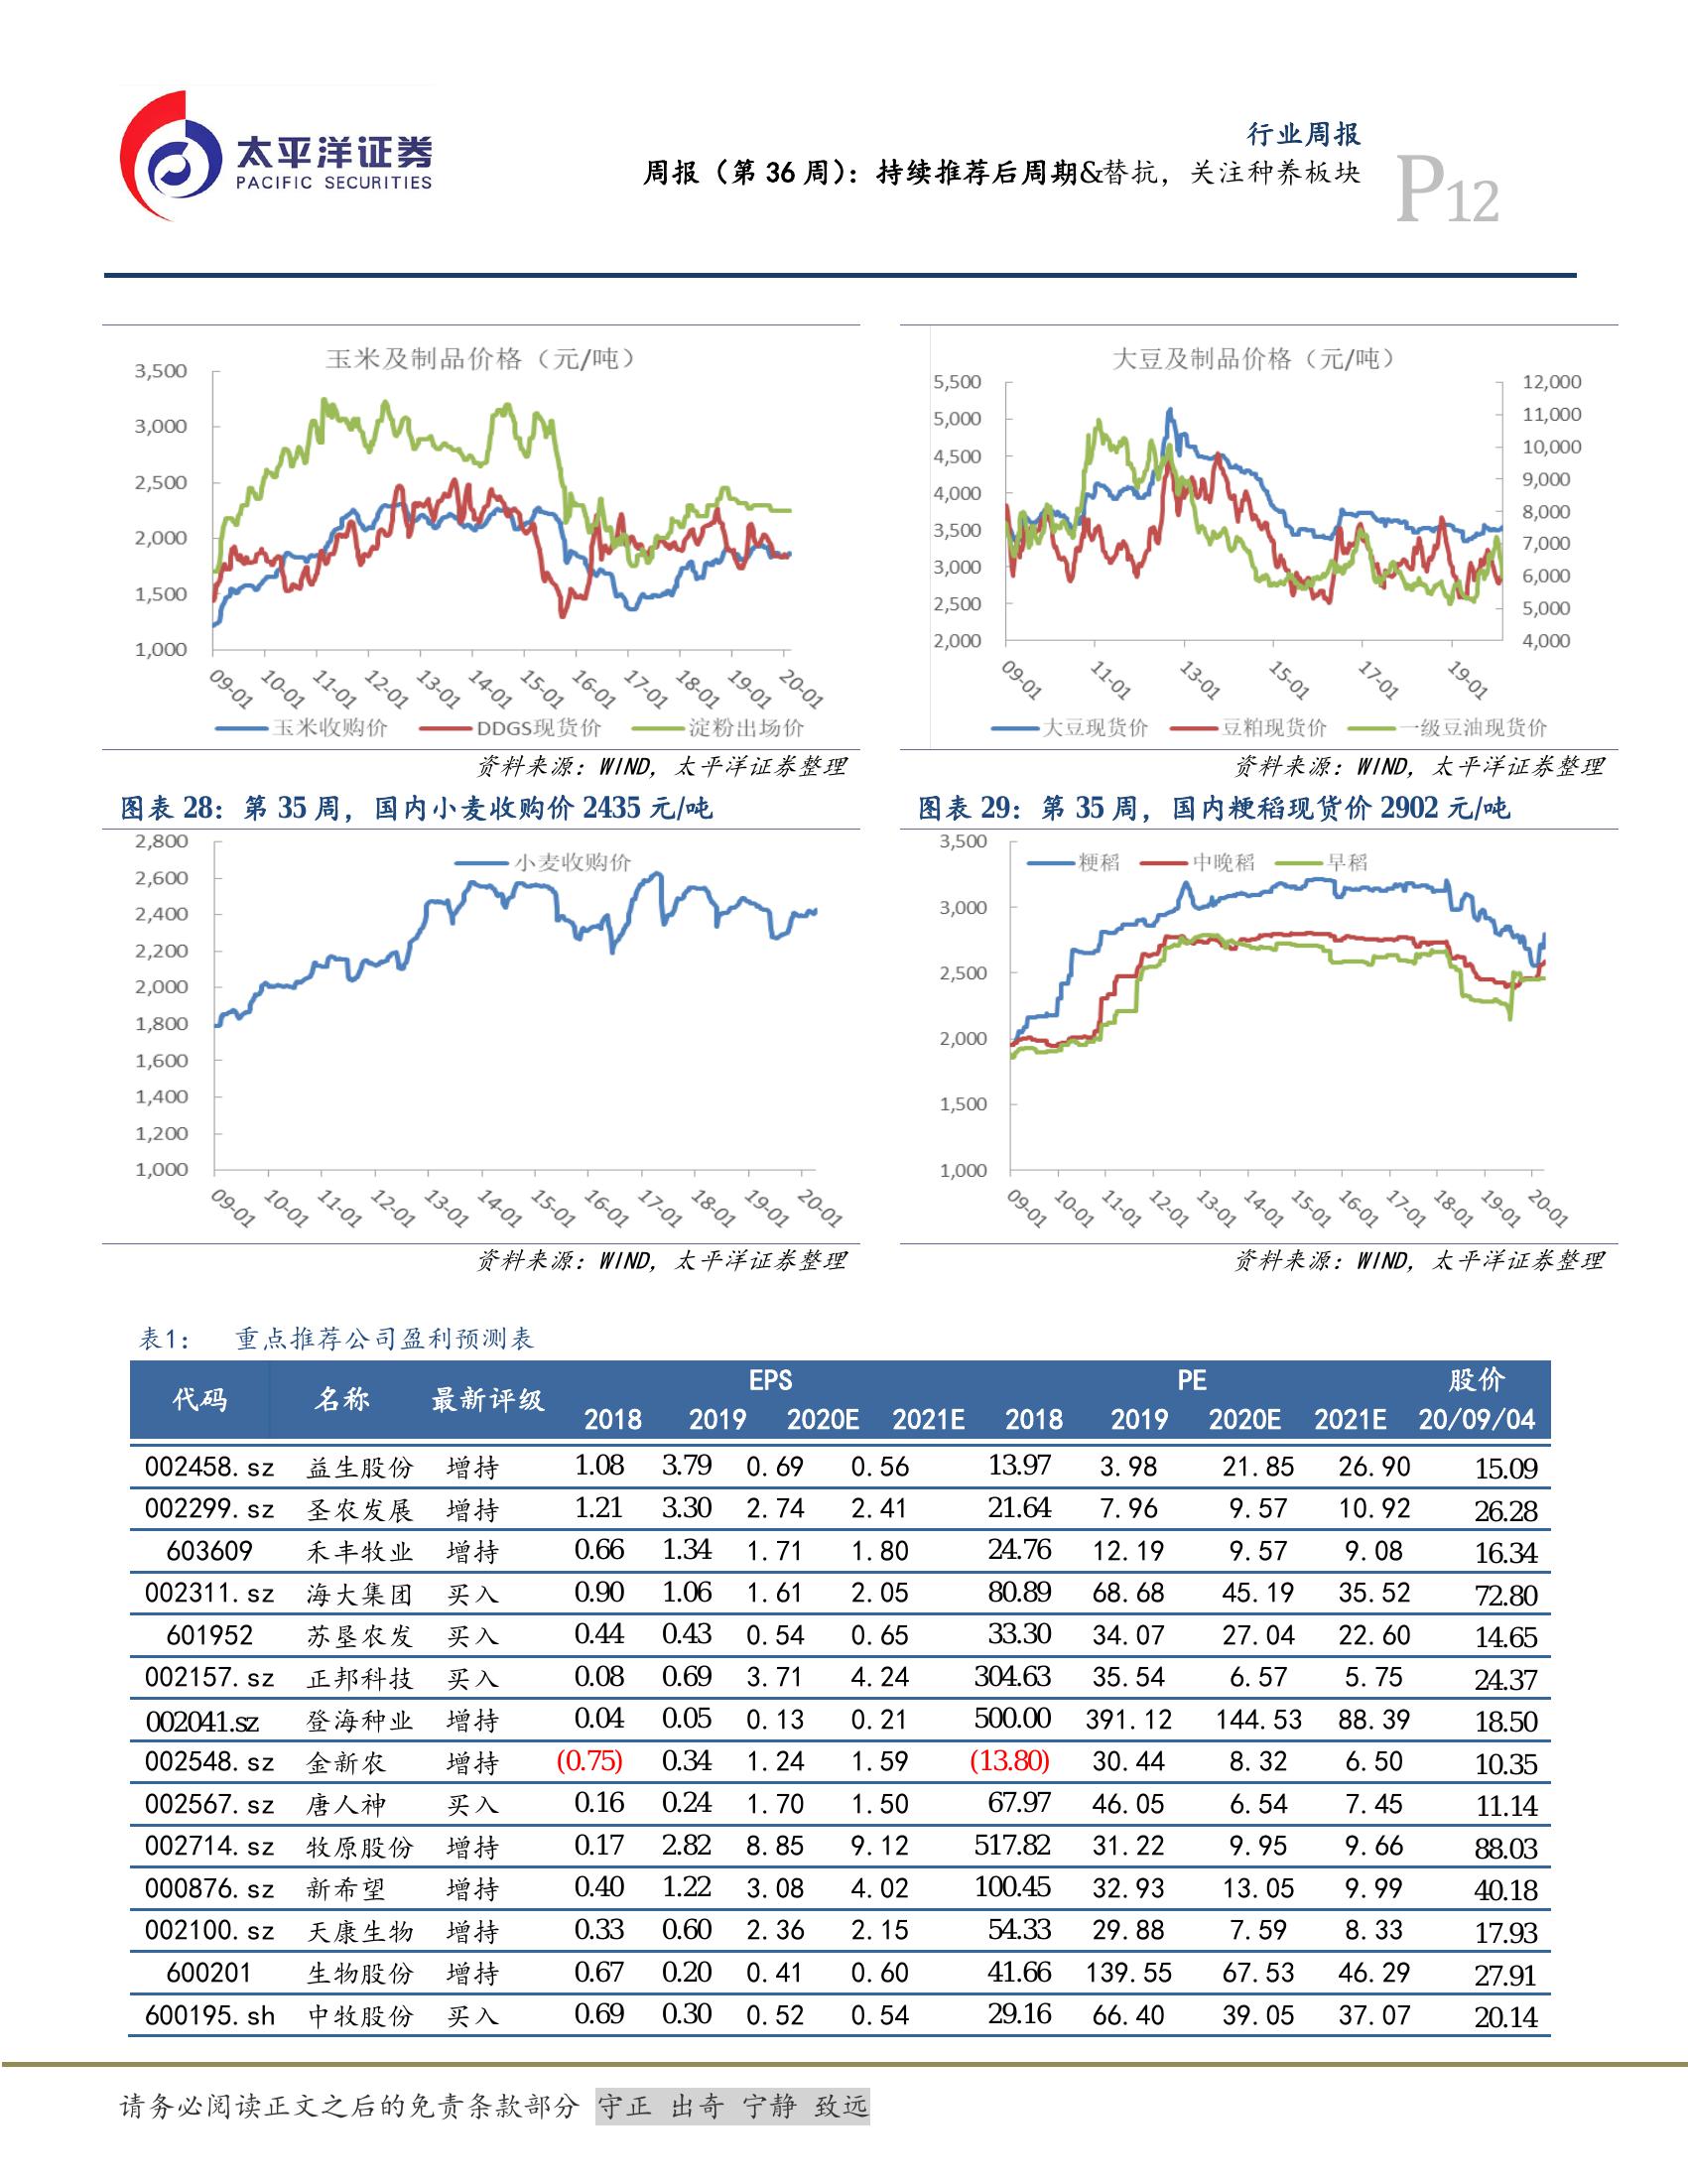 太平洋证券
PACIFIC SECURITIES
行业周报
周报（第 36 周）：持续推荐后周期&替抗，关注种养板块
P12
玉米及制品价格（元/吨）
3,500
3,000
2,500
2,000
1,500
1,000
09-01 10-01 11-01 12-01 13-01 14-01 15-01 16-01 17-01 18-01 19-01 20-01
玉米收购价 DDGS现货价 淀粉出场价
资料来源：WIND，太平洋证券整理
大豆及制品价格（元/吨）
5,500 12,000
5,000 11,000
4,500 10,000
4,000 9,000
3,500 8,000
3,000 7,000
2,500 6,000
2,000 5,000
4,000
09-01 11-01 13-01 15-01 17-01 19-01
大豆现货价 豆粕现货价 一级豆油现货价
资料来源：WIND，太平洋证券整理
图表 28：第 35 周，国内小麦收购价 2435 元/吨
2,800
2,600
2,400
2,200
2,000
1,800
1,600
1,400
1,200
1,000
小麦收购价
09-01 10-01 11-01 12-01 13-01 14-01 15-01 16-01 17-01 18-01 19-01 20-01
资料来源：WIND，太平洋证券整理
图表 29：第 35 周，国内粳稻现货价 2902 元/吨
3,500
3,000
2,500
2,000
1,500
1,000
粳稻 中晚稻 早稻
09-01 10-01 11-01 12-01 13-01 14-01 15-01 16-01 17-01 18-01 19-01 20-01
资料来源：WIND，太平洋证券整理
表1： 重点推荐公司盈利预测表
代码 名称 最新评级 EPS PE 股价
2018 2019 2020E 2021E 2018 2019 2020E 2021E 20/09/04
002458.sz 益生股份 增持 1.08 3.79 0.69 0.56 13.97 3.98 21.85 26.90 15.09
002299.sz 圣农发展 增持 1.21 3.30 2.74 2.41 21.64 7.96 9.57 10.92 26.28
603609 禾丰牧业 增持 0.66 1.34 1.71 1.80 24.76 12.19 9.57 9.08 16.34
002311.sz 海大集团 买入 0.90 1.06 1.61 2.05 80.89 68.68 45.19 35.52 72.80
601952 苏垦农发 买入 0.44 0.43 0.54 0.65 33.30 34.07 27.04 22.60 14.65
002157.sz 正邦科技 买入 0.08 0.69 3.71 4.24 304.63 35.54 6.57 5.75 24.37
002041.sz 登海种业 增持 0.04 0.05 0.13 0.21 500.00 391.12 144.53 88.39 18.50
002548.sz 金新农 增持 (0.75) 0.34 1.24 1.59 (13.80) 30.44 8.32 6.50 10.35
002567.sz 唐人神 买入 0.16 0.24 1.70 1.50 67.97 46.05 6.54 7.45 11.14
002714.sz 牧原股份 增持 0.17 2.82 8.85 9.12 517.82 31.22 9.95 9.66 88.03
000876.sz 新希望 增持 0.40 1.22 3.08 4.02 100.45 32.93 13.05 9.99 40.18
002100.sz 天康生物 增持 0.33 0.60 2.36 2.15 54.33 29.88 7.59 8.33 17.93
600201 生物股份 增持 0.67 0.20 0.41 0.60 41.66 139.55 67.53 46.29 27.91
600195.sh 中牧股份 买入 0.69 0.30 0.52 0.54 29.16 66.40 39.05 37.07 20.14
请务必阅读正文之后的免责条款部分 守正 出奇 宁静 致远